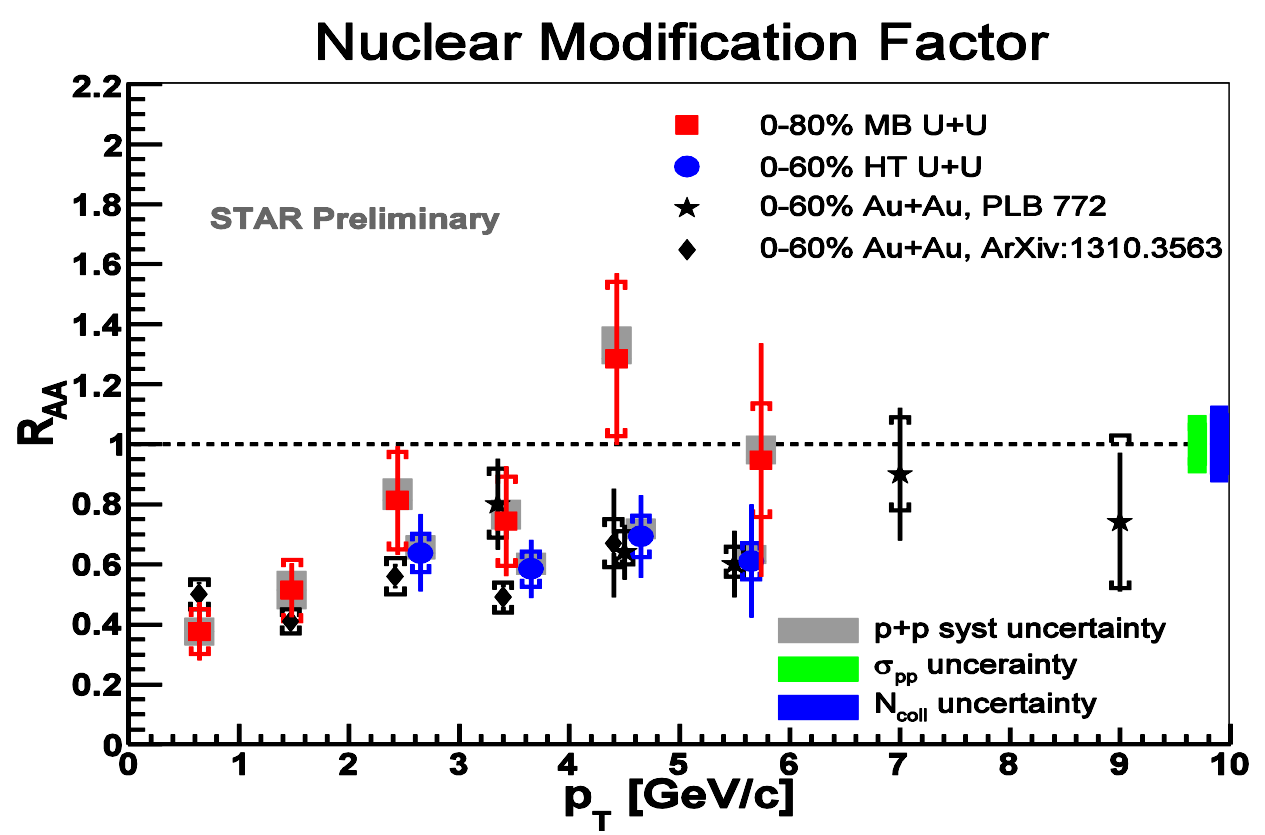 Nuclear Modification Factor
2.2
2
1.8
1.6
1.4
1.2
1
0.8
0.6
0.4
0.2
0
R_AA
STAR Preliminary
0-80% MB U+U
0-60% HT U+U
0-60% Au+Au, PLB 772
0-60% Au+Au, ArXiv:1310.3563
p+p syst uncertainty
σ_pp uncerainty
N_coll uncertainty
0 1 2 3 4 5 6 7 8 9 10
p_T [GeV/c]